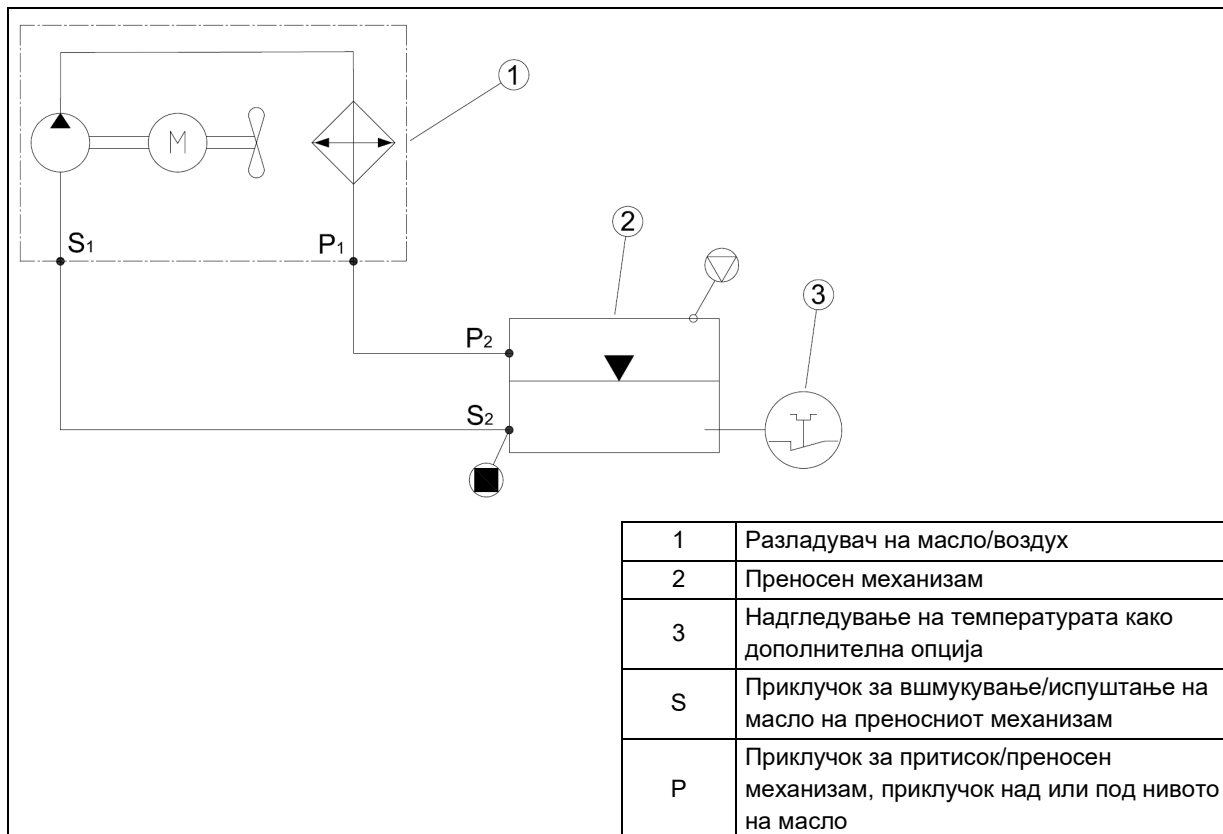 1
M
S1
P1
2
3
P2
S2
1 Разладувач на масло/воздух
2 Преносен механизам
3 Надгледување на температурата како
дополнителна опција
S Приклучок за вшмукување/испуштање на
масло на преносниот механизам
P Приклучок за притисок/преносен
механизам, приклучок над или под нивото
на масло